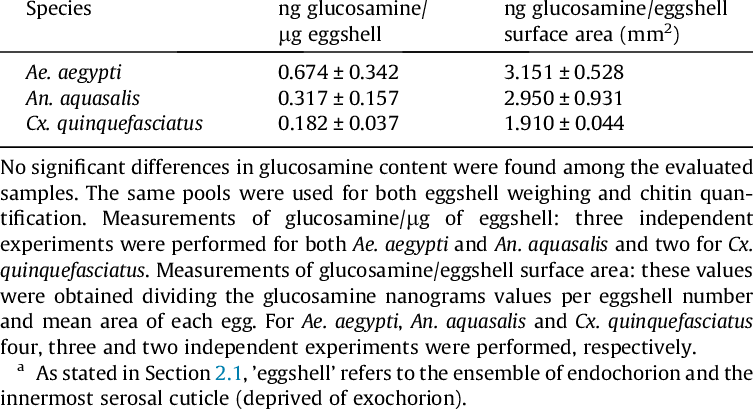 Species ng glucosamine/ ng glucosamine/eggshell
μg eggshell surface area (mm²)
Ae. aegypti 0.674 ± 0.342 3.151 ± 0.528
An. aquasalis 0.317 ± 0.157 2.950 ± 0.931
Cx. quinquefasciatus 0.182 ± 0.037 1.910 ± 0.044
No significant differences in glucosamine content were found among the evaluated
samples. The same pools were used for both eggshell weighing and chitin quan-
tification. Measurements of glucosamine/μg of eggshell: three independent
experiments were performed for both Ae. aegypti and An. aquasalis and two for Cx.
quinquefasciatus. Measurements of glucosamine/eggshell surface area: these values
were obtained dividing the glucosamine nanograms values per eggshell number
and mean area of each egg. For Ae. aegypti, An. aquasalis and Cx. quinquefasciatus
four, three and two independent experiments were performed, respectively.
a As stated in Section 2.1, 'eggshell' refers to the ensemble of endochorion and the
innermost serosal cuticle (deprived of exochorion).